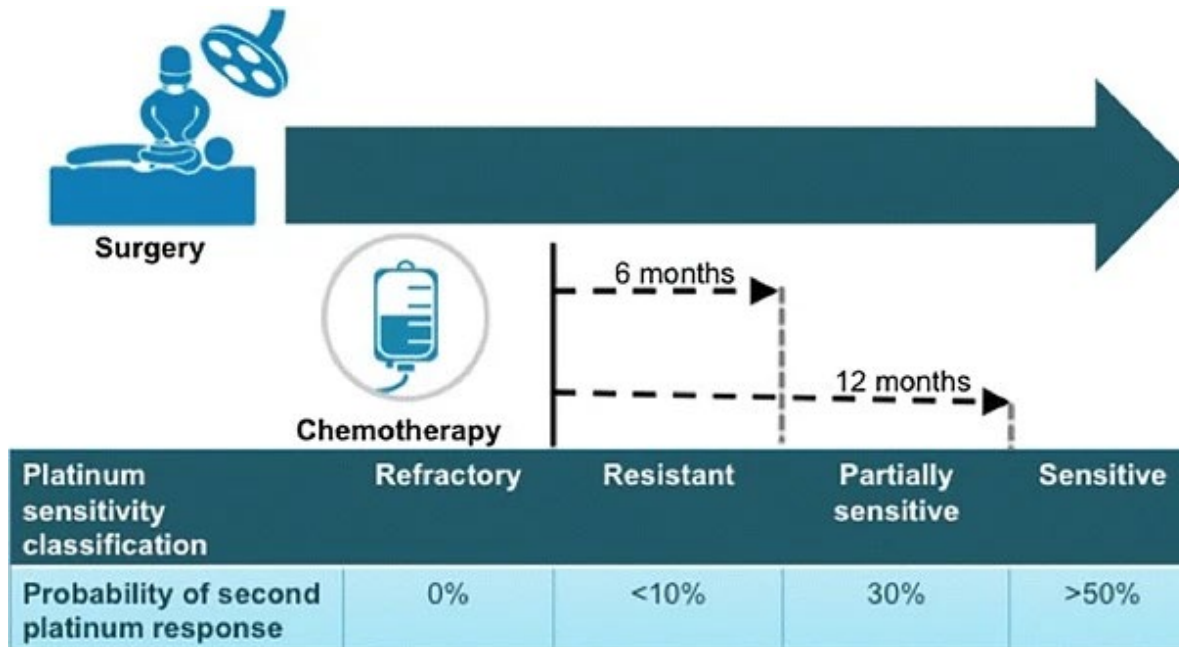 Surgery
6 months
12 months
Chemotherapy
Platinum sensitivity classification Refractory Resistant Partially sensitive Sensitive
Probability of second platinum response 0% <10% 30% >50%